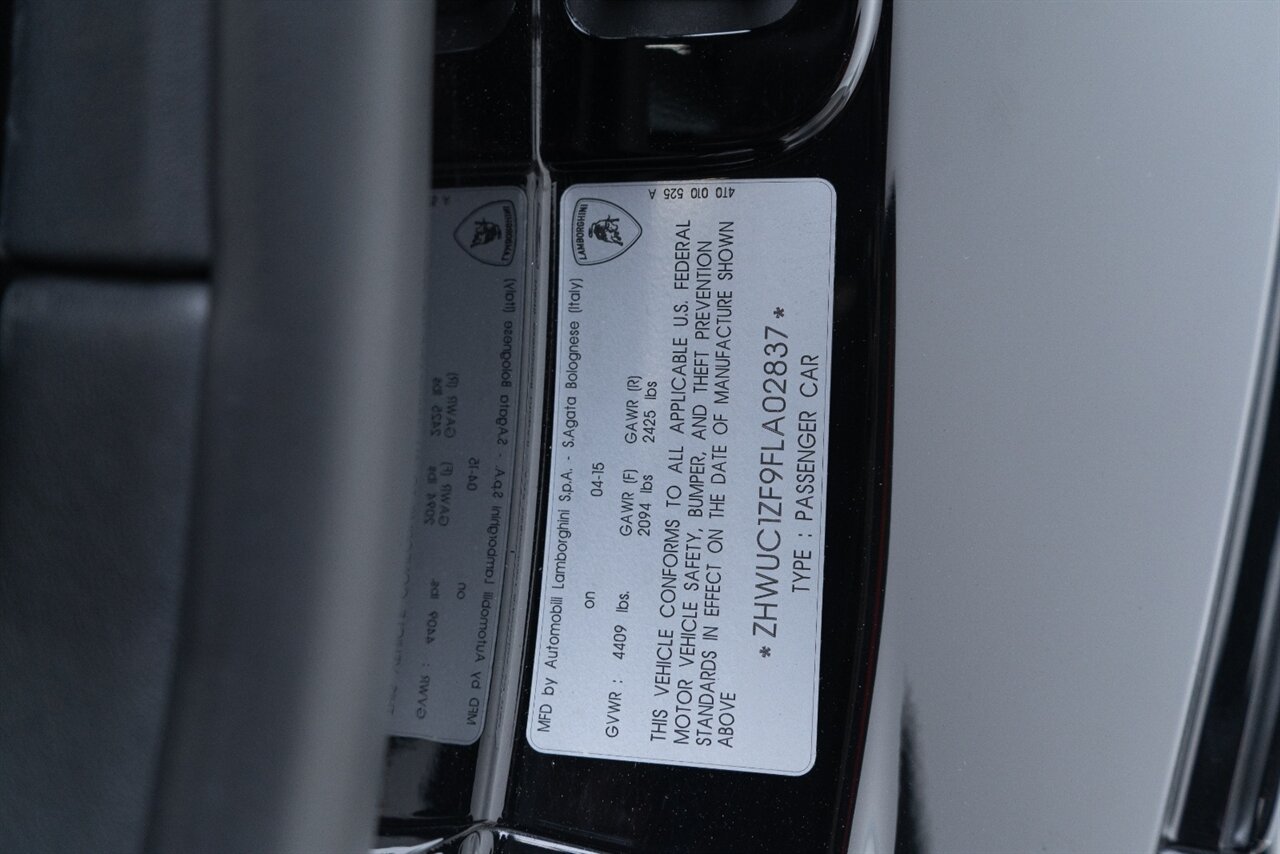 LAMBORGHINI
4T0 010 525 A
MFD by Automobili Lamborghini S.p.A. - S.Agata Bolognese (Italy)
on 04-15
GVWR : 4409 lbs. GAWR (F) GAWR (R)
2094 lbs 2425 lbs
THIS VEHICLE CONFORMS TO ALL APPLICABLE U.S. FEDERAL
MOTOR VEHICLE SAFETY, BUMPER, AND THEFT PREVENTION
STANDARDS IN EFFECT ON THE DATE OF MANUFACTURE SHOWN
ABOVE
* ZHWUC1ZF9FLA02837 *
TYPE : PASSENGER CAR